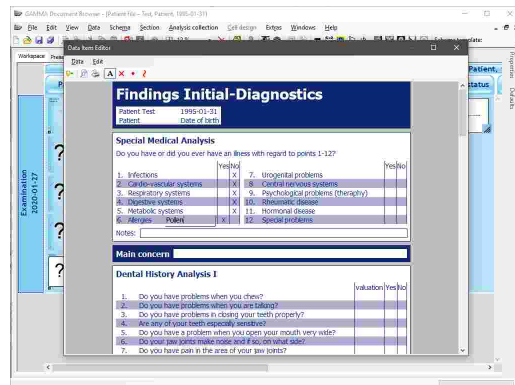 GAMMA Document Browser - [Patient file - Test, Patient, 1995-01-31]
File Edit View Data Schema Section Analysis collection Cell design Extras Windows Help
Workspace
Data Item Editor
Data Edit
Patient,
status
Properties
Defaults
Examination
2020-01-27
?
?
?
?
Findings Initial-Diagnostics
Patient Test 1995-01-31
Patient Date of birth
Special Medical Analysis
Do you have or did you ever have an illness with regard to points 1-12?
Yes No Yes No
1. Infections X 7. Urogenital problems
2 Cardio-vascular systems X 8 Central nervous systems
3. Respiratory systems X 9. Psychological problems (theraphy)
4. Digestive systems X 10. Rheumatic disease
5. Metabolic systems X 11. Hormonal disease
6. Allergies Pollen X 12 Special problems
Notes:
Main concern
Dental History Analysis I
valuation Yes No
1. Do you have problems when you chew?
2. Do you have problems when you are talking?
3. Do you have problems in closing your teeth properly?
4. Are any of your teeth especially sensitive?
5. Do you have a problem when you open your mouth very wide?
6. Do your jaw joints make noise and if so, on what side?
7. Do you have pain in the area of your jaw joints?